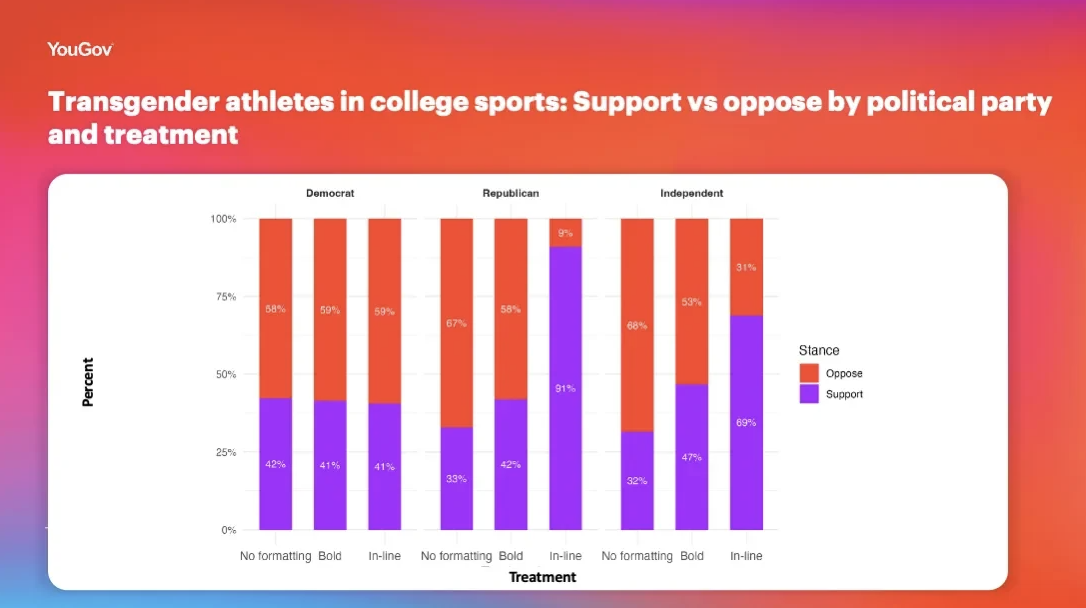 YouGov
Transgender athletes in college sports: Support vs oppose by political party
and treatment
Democrat Republican Independent
100%
75%
50%
25%
0%
Percent
58% 59% 59%
42% 41% 41%
67% 58% 9%
33% 42% 91%
68% 53% 31%
32% 47% 69%
No formatting Bold In-line No formatting Bold In-line No formatting Bold In-line
Treatment
Stance
Oppose
Support